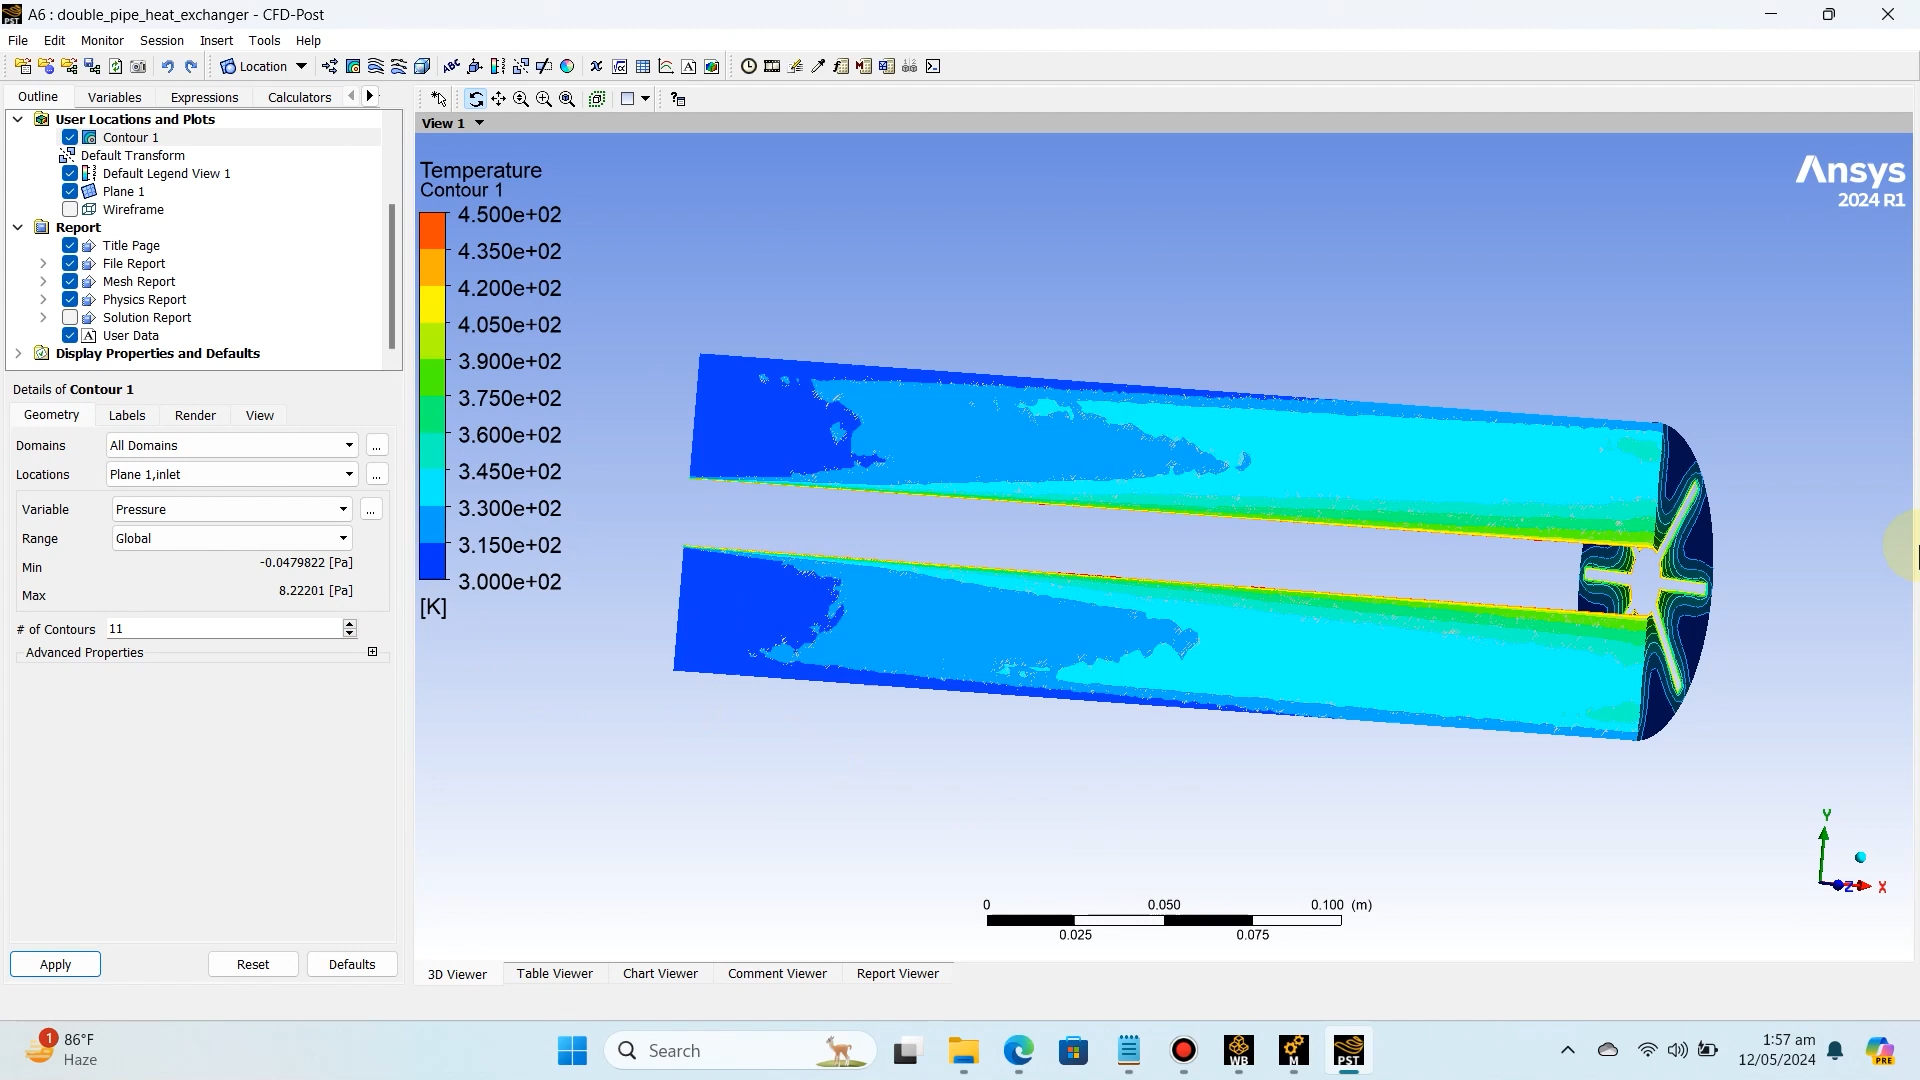 A6 : double_pipe_heat_exchanger - CFD-Post
File Edit Monitor Session Insert Tools Help
Location
Outline Variables Expressions Calculators
User Locations and Plots
Contour 1
Default Transform
Default Legend View 1
Plane 1
Wireframe
Report
Title Page
File Report
Mesh Report
Physics Report
Solution Report
User Data
Display Properties and Defaults
Details of Contour 1
Geometry Labels Render View
Domains All Domains ...
Locations Plane 1,inlet ...
Variable Pressure ...
Range Global
Min -0.0479822 [Pa]
Max 8.22201 [Pa]
# of Contours 11
Advanced Properties
Apply Reset Defaults
View 1
Temperature
Contour 1
4.500e+02
4.350e+02
4.200e+02
4.050e+02
3.900e+02
3.750e+02
3.600e+02
3.450e+02
3.300e+02
3.150e+02
3.000e+02
[K]
Ansys
2024 R1
Y
Z X
0 0.050 0.100 (m)
0.025 0.075
3D Viewer Table Viewer Chart Viewer Comment Viewer Report Viewer
1
86°F
Haze
Search
WB
M
PST
1:57 am
12/05/2024
PRE